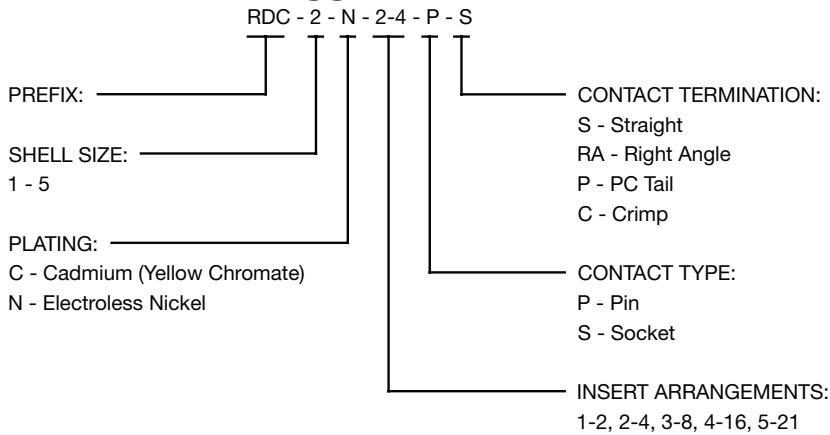 RDC - 2 - N - 2-4 - P - S
PREFIX:
SHELL SIZE:
1 - 5
PLATING:
C - Cadmium (Yellow Chromate)
N - Electroless Nickel
CONTACT TERMINATION:
S - Straight
RA - Right Angle
P - PC Tail
C - Crimp
CONTACT TYPE:
P - Pin
S - Socket
INSERT ARRANGEMENTS:
1-2, 2-4, 3-8, 4-16, 5-21